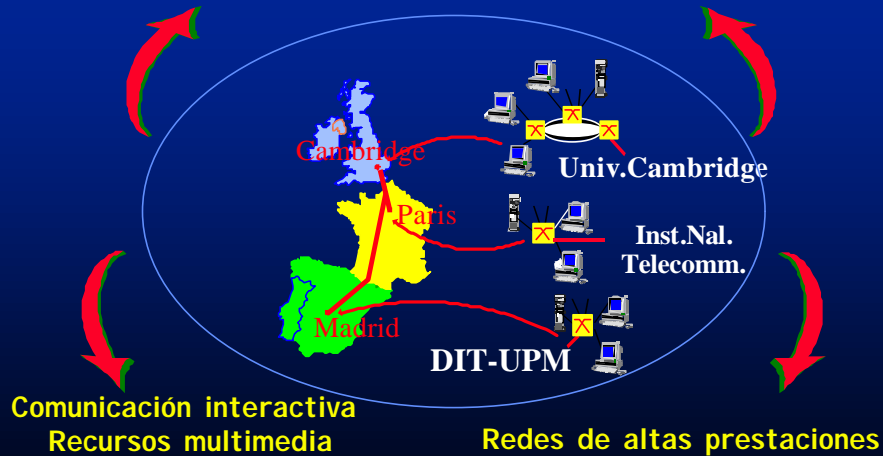 Cambridge
Univ.Cambridge
Paris
Inst.Nal.
Telecomm.
Madrid
DIT-UPM
Comunicación interactiva
Recursos multimedia
Redes de altas prestaciones